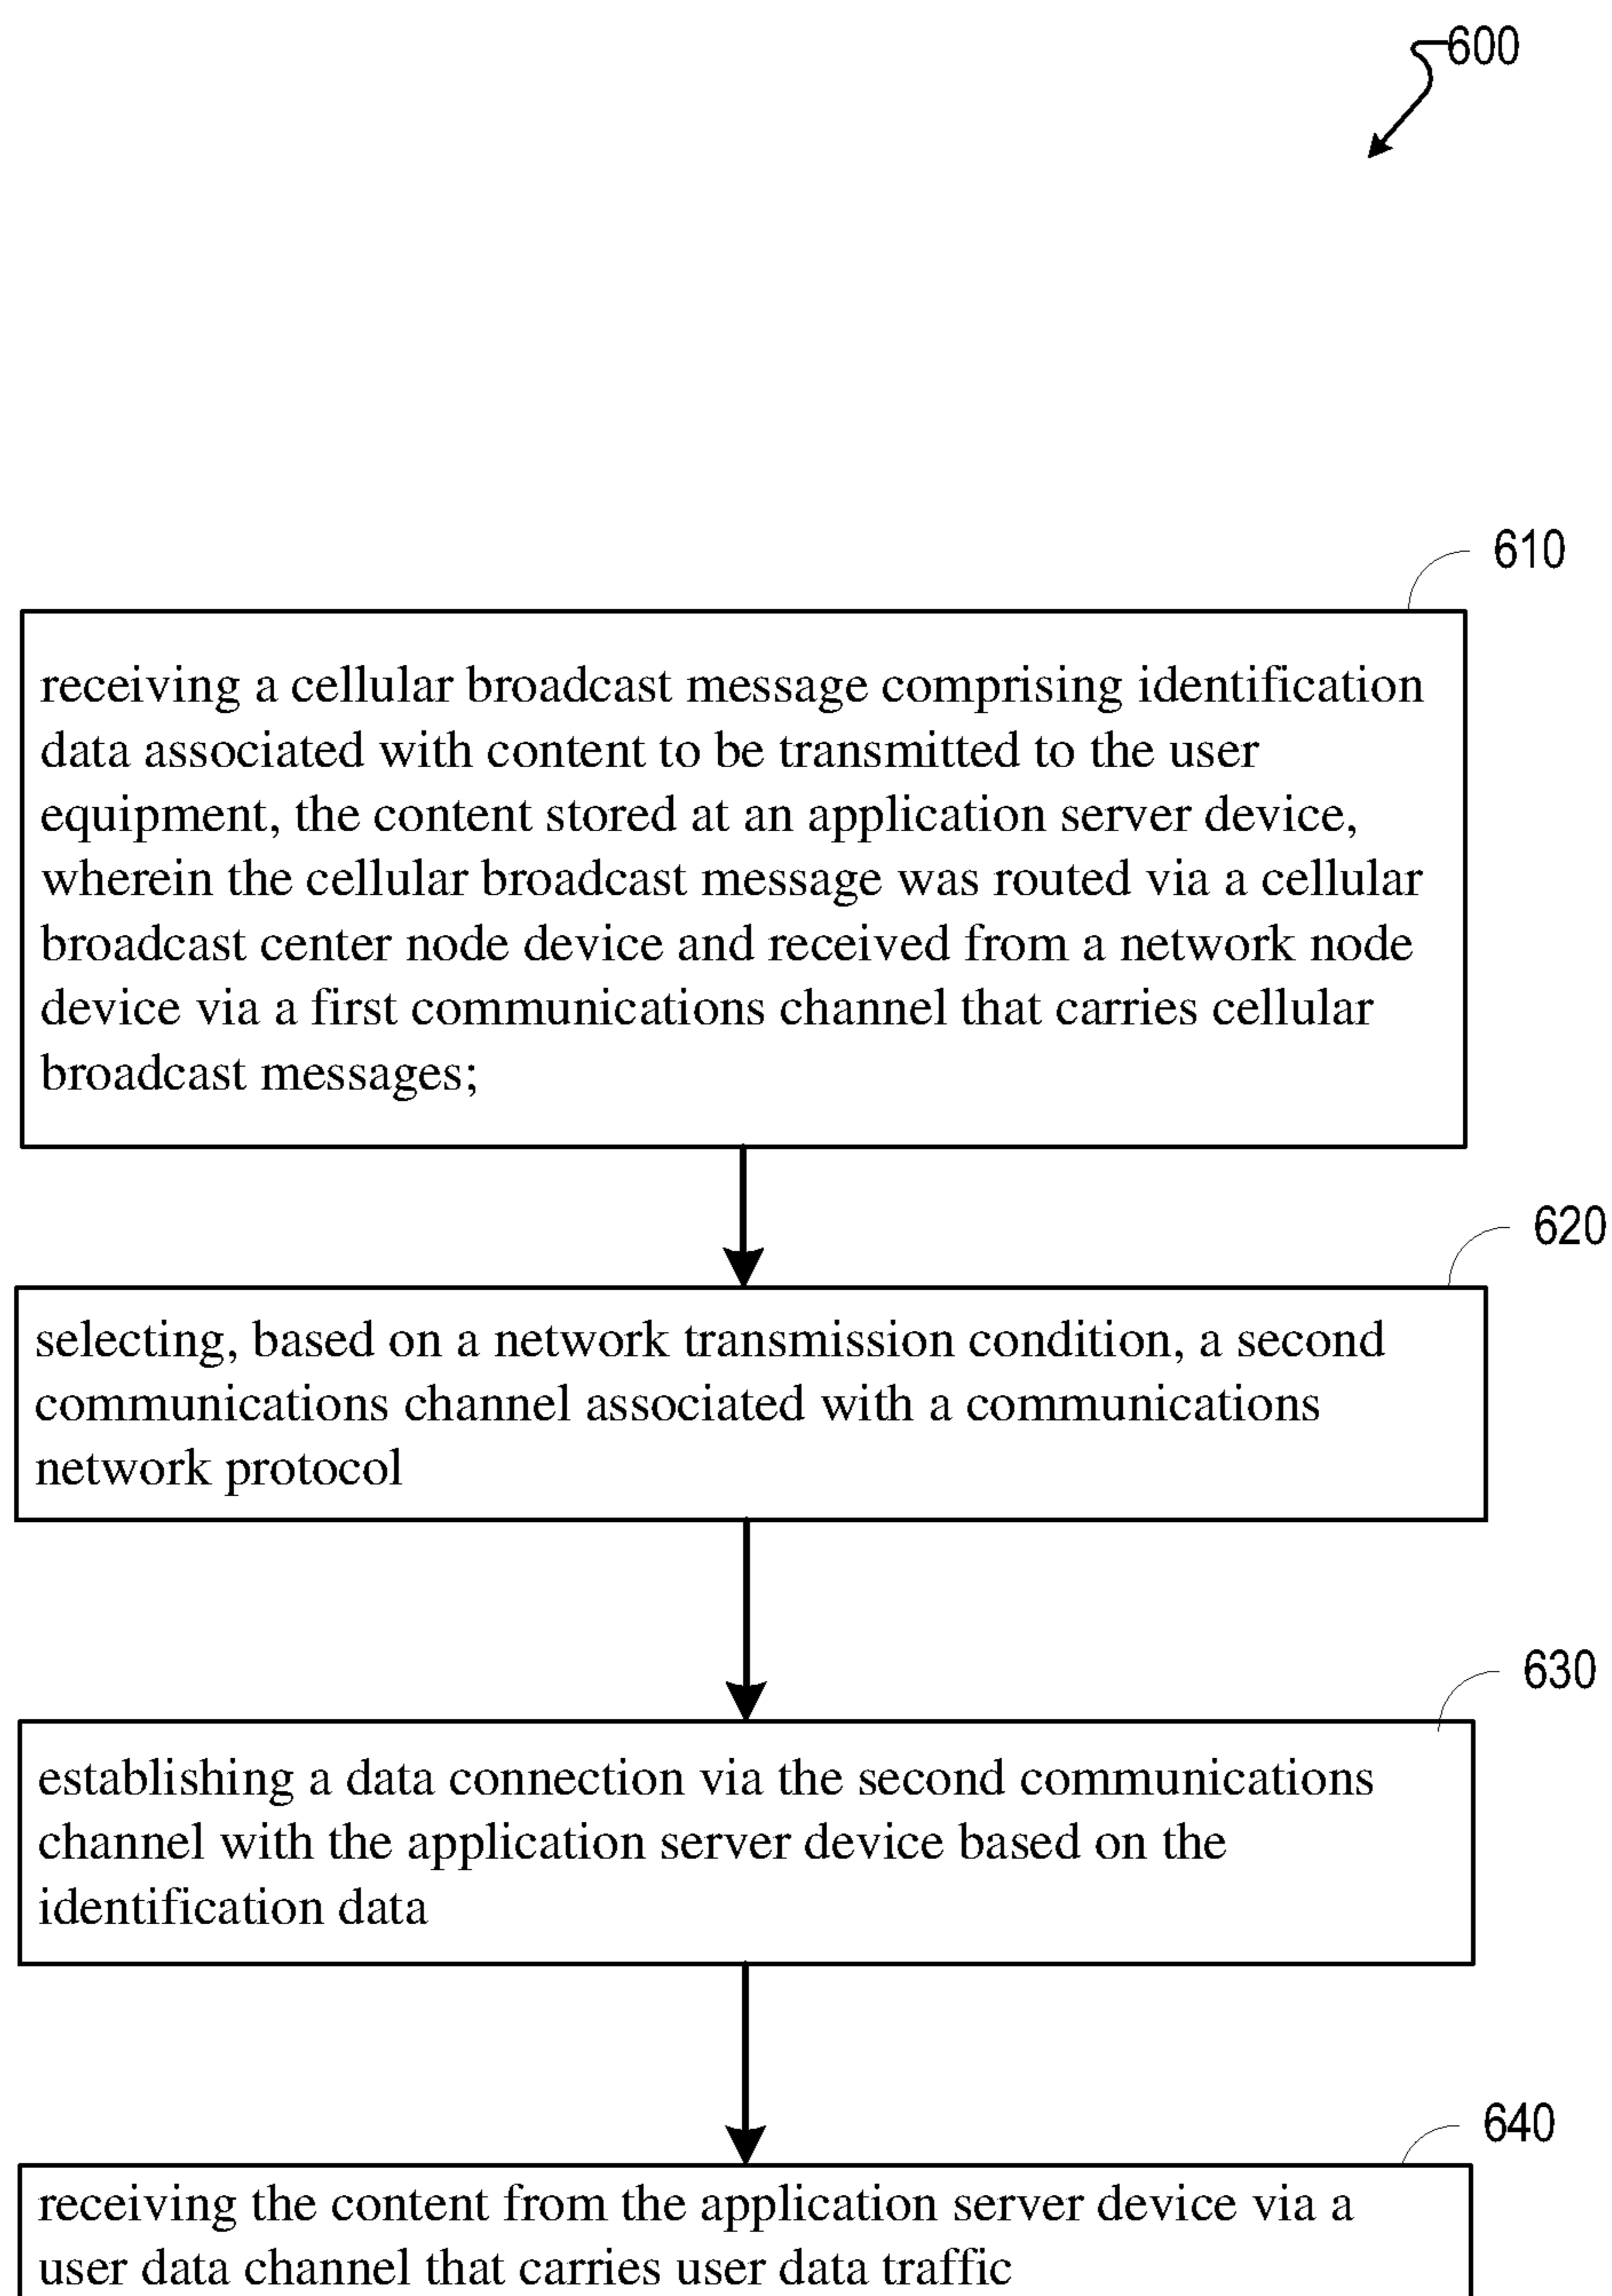 600
610
receiving a cellular broadcast message comprising identification
data associated with content to be transmitted to the user
equipment, the content stored at an application server device,
wherein the cellular broadcast message was routed via a cellular
broadcast center node device and received from a network node
device via a first communications channel that carries cellular
broadcast messages;
620
selecting, based on a network transmission condition, a second
communications channel associated with a communications
network protocol
630
establishing a data connection via the second communications
channel with the application server device based on the
identification data
640
receiving the content from the application server device via a
user data channel that carries user data traffic